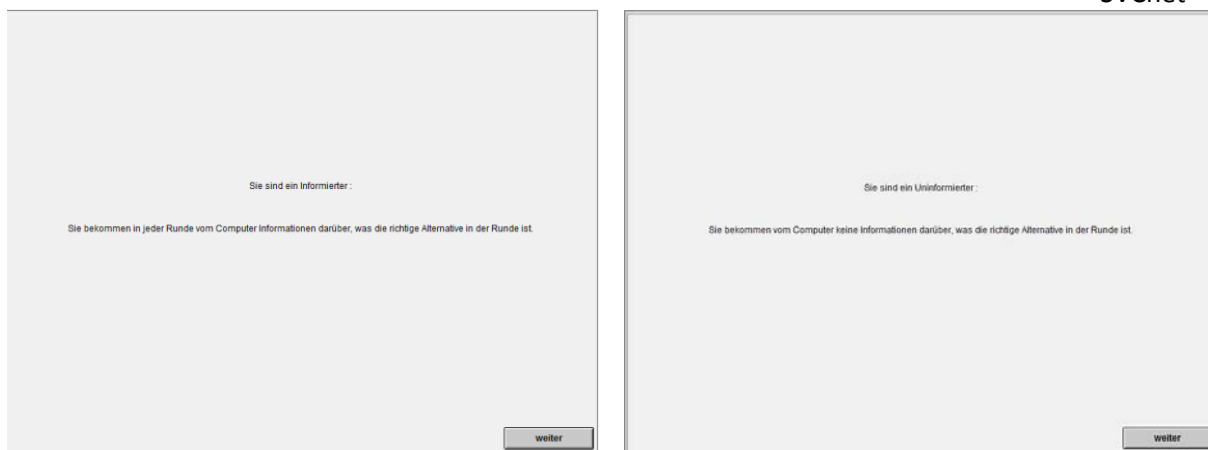 Sie sind ein Informierter :
Sie bekommen in jeder Runde vom Computer Informationen darüber, was die richtige Alternative in der Runde ist.
weiter
Sie sind ein Uninformierter :
Sie bekommen vom Computer keine Informationen darüber, was die richtige Alternative in der Runde ist.
weiter